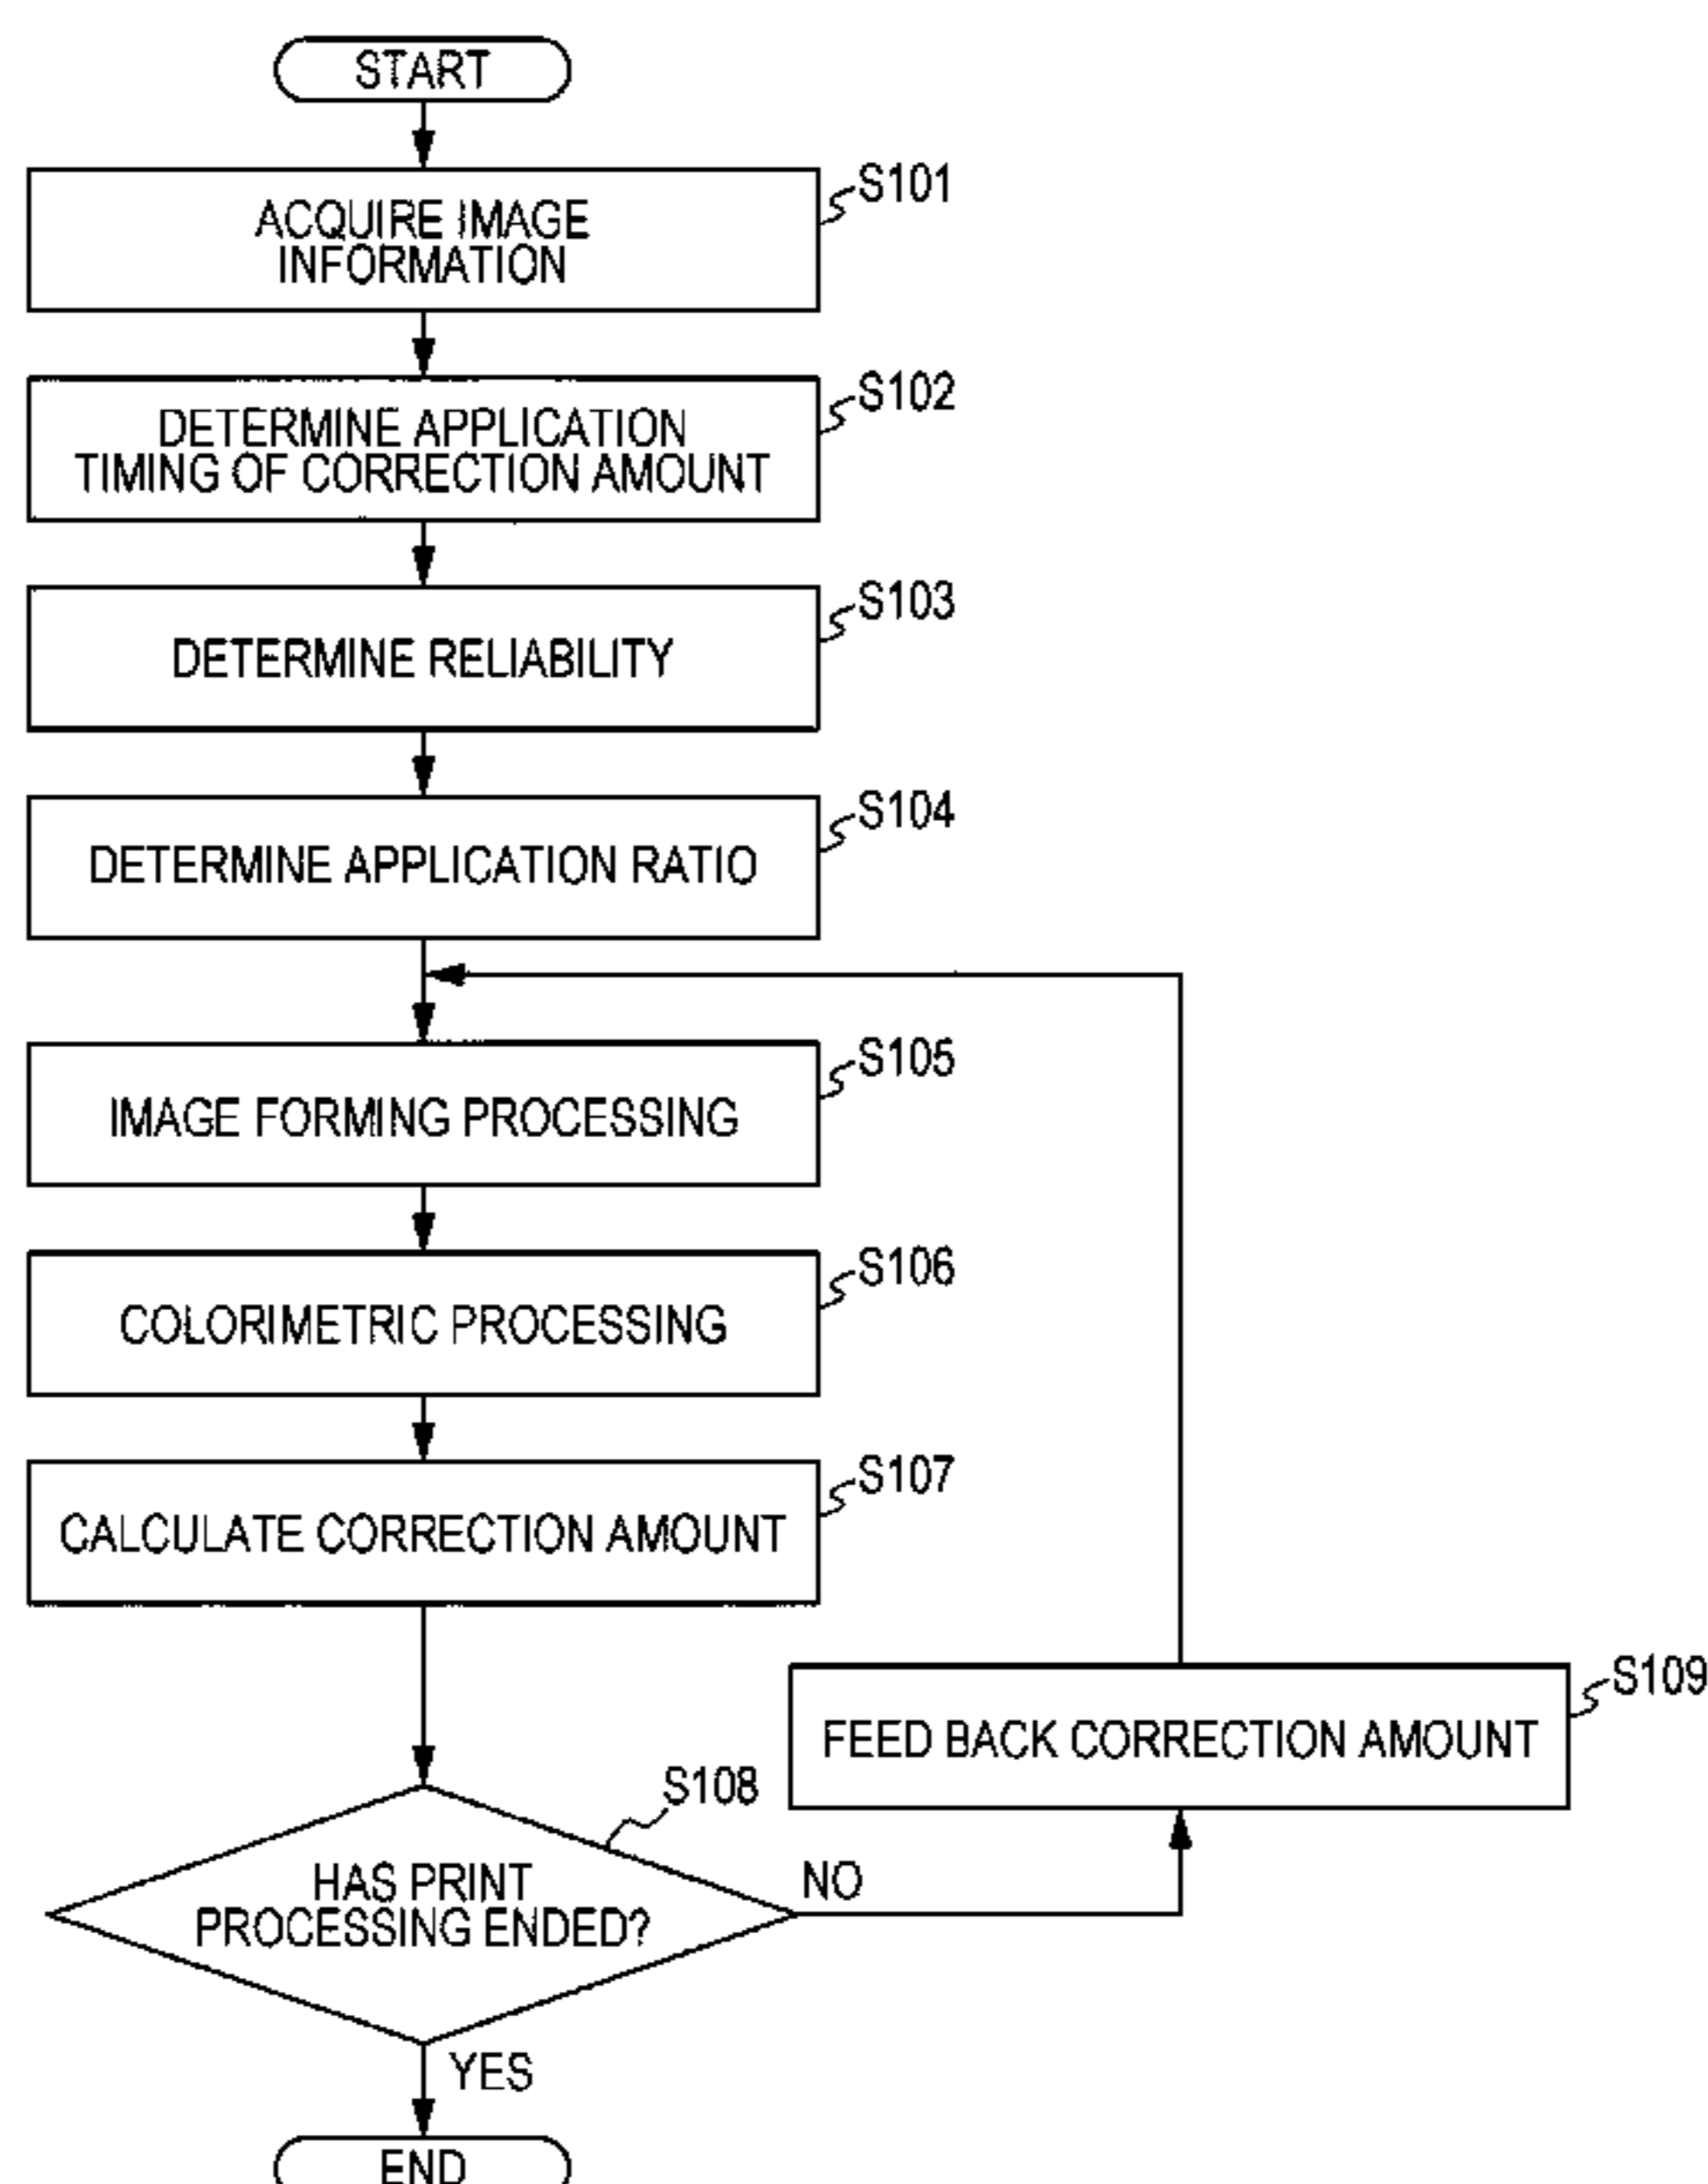 START
S101
ACQUIRE IMAGE
INFORMATION
S102
DETERMINE APPLICATION
TIMING OF CORRECTION AMOUNT
S103
DETERMINE RELIABILITY
S104
DETERMINE APPLICATION RATIO
S105
IMAGE FORMING PROCESSING
S106
COLORIMETRIC PROCESSING
S107
CALCULATE CORRECTION AMOUNT
S109
FEED BACK CORRECTION AMOUNT
S108
HAS PRINT
PROCESSING ENDED?
NO
YES
END